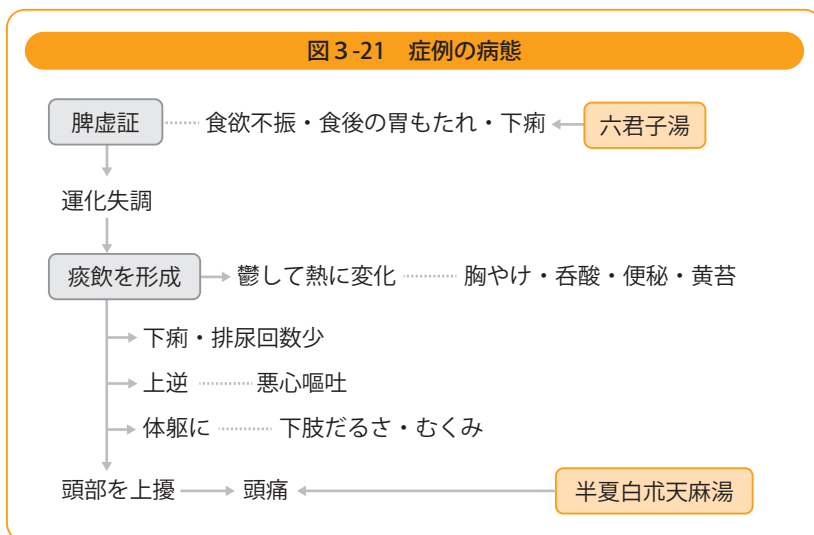 図3-21 症例の病態
脾虚証 食欲不振・食後の胃もたれ・下痢 六君子湯
運化失調
痰飲を形成 鬱して熱に変化 胸やけ・呑酸・便秘・黄苔
下痢・排尿回数少
上逆 悪心嘔吐
体躯に 下肢だるさ・むくみ
頭部を上擾 頭痛 半夏白朮天麻湯